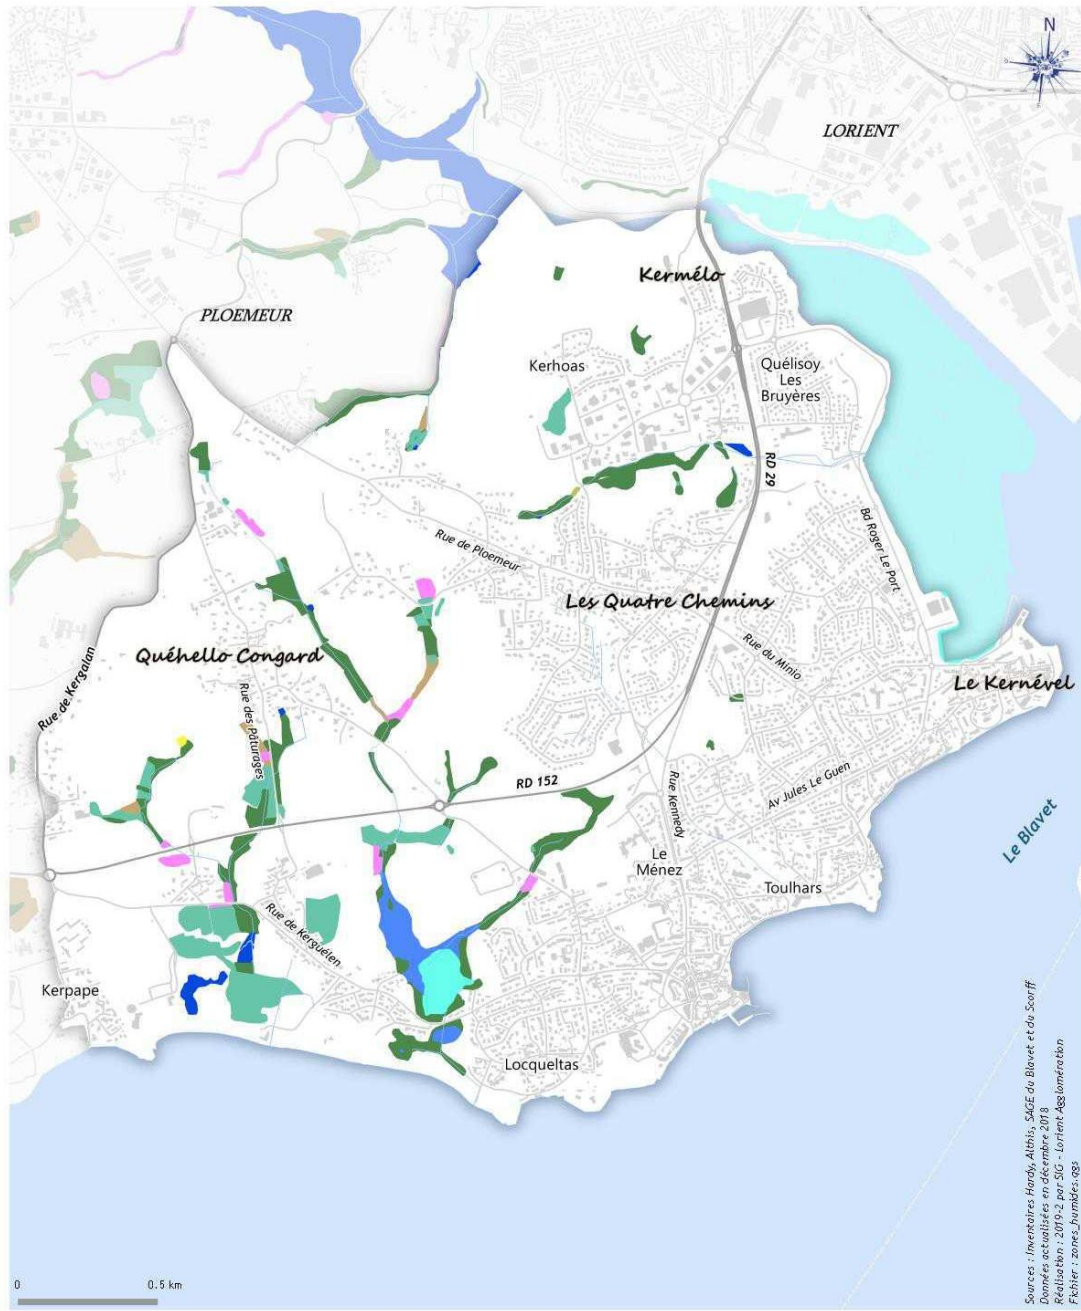 N
LORIENT
Kermélo
PLOEMEUR
Kerhoas
Quélisoy
Les
Bruyères
RD 29
Bd Roger Le Port
Rue de Ploemeur
Les Quatre Chemins
Quéhello Congard
Rue du Minio
Rue de Kergalan
Le Kernével
Rue des Pâturages
RD 152
Av Jules Le Guen
Rue Kennedy
Le Blavet
Le
Ménez
Toulhars
Rue de Kerguélen
Kerpape
Locqueltas
Sources : Inventaires Hardy, Althis, SAGE du Blavet et du Scorff
Données actualisées en décembre 2018
Réalisation : 2019-2 par SIG - Lorient Agglomération
Fichier : zones_humides.qgs
0 0.5 km